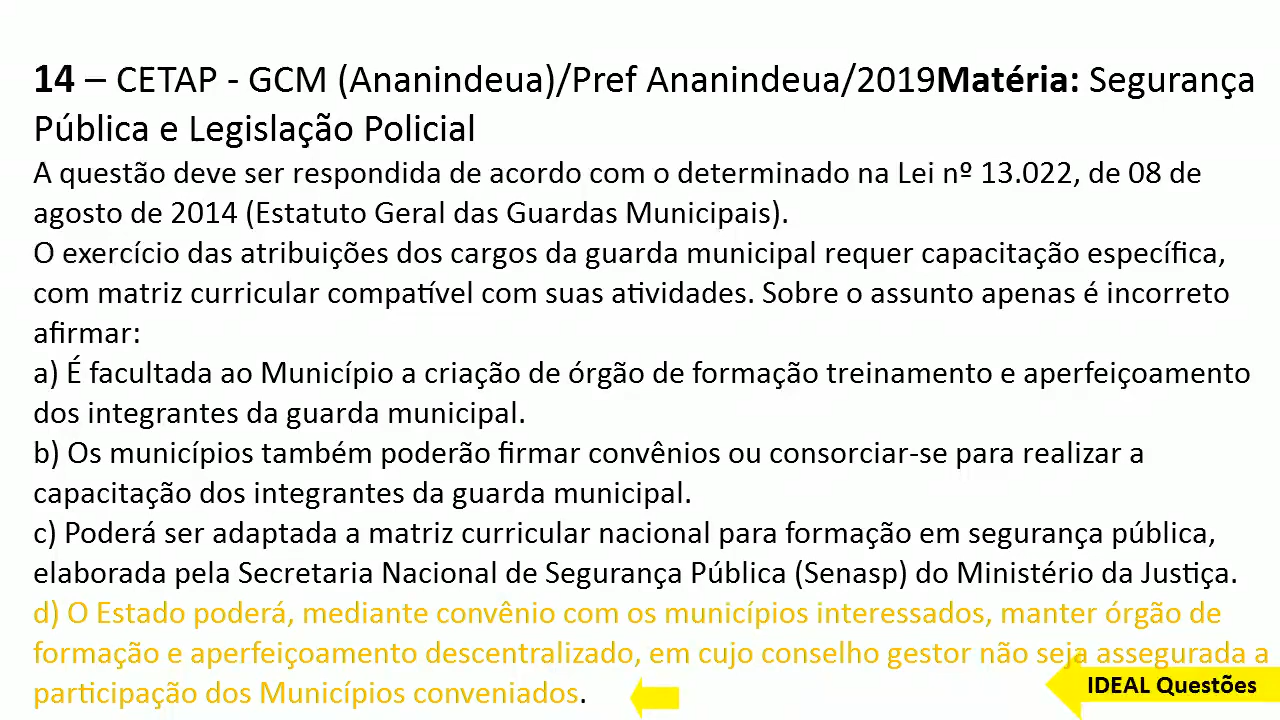 14 – CETAP - GCM (Ananindeua)/Pref Ananindeua/2019Matéria: Segurança
Pública e Legislação Policial
A questão deve ser respondida de acordo com o determinado na Lei nº 13.022, de 08 de
agosto de 2014 (Estatuto Geral das Guardas Municipais).
O exercício das atribuições dos cargos da guarda municipal requer capacitação específica,
com matriz curricular compatível com suas atividades. Sobre o assunto apenas é incorreto
afirmar:
a) É facultada ao Município a criação de órgão de formação treinamento e aperfeiçoamento
dos integrantes da guarda municipal.
b) Os municípios também poderão firmar convênios ou consorciar-se para realizar a
capacitação dos integrantes da guarda municipal.
c) Poderá ser adaptada a matriz curricular nacional para formação em segurança pública,
elaborada pela Secretaria Nacional de Segurança Pública (Senasp) do Ministério da Justiça.
d) O Estado poderá, mediante convênio com os municípios interessados, manter órgão de
formação e aperfeiçoamento descentralizado, em cujo conselho gestor não seja assegurada a
participação dos Municípios conveniados.
IDEAL Questões